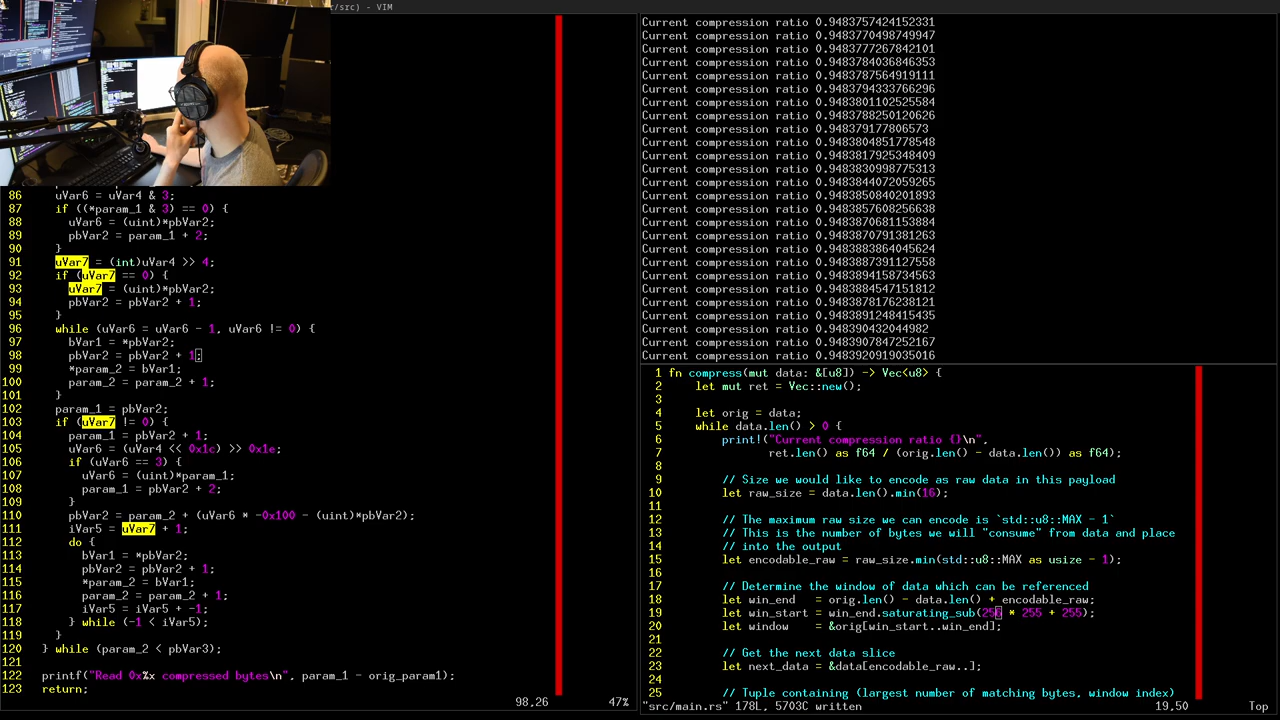 r/src) - VIM
86 uVar6 = uVar4 & 3;
87 if ((*param_1 & 3) == 0) {
88 uVar6 = (uint)*pbVar2;
89 pbVar2 = param_1 + 2;
90 }
91 uVar7 = (int)uVar4 >> 4;
92 if (uVar7 == 0) {
93 uVar7 = (uint)*pbVar2;
94 pbVar2 = pbVar2 + 1;
95 }
96 while (uVar6 = uVar6 - 1, uVar6 != 0) {
97 bVar1 = *pbVar2;
98 pbVar2 = pbVar2 + 1;
99 *param_2 = bVar1;
100 param_2 = param_2 + 1;
101 }
102 param_1 = pbVar2;
103 if (uVar7 != 0) {
104 param_1 = pbVar2 + 1;
105 uVar6 = (uVar4 << 0x1c) >> 0x1e;
106 if (uVar6 == 3) {
107 uVar6 = (uint)*param_1;
108 param_1 = pbVar2 + 2;
109 }
110 pbVar2 = param_2 + (uVar6 * -0x100 - (uint)*pbVar2);
111 iVar5 = uVar7 + 1;
112 do {
113 bVar1 = *pbVar2;
114 pbVar2 = pbVar2 + 1;
115 *param_2 = bVar1;
116 param_2 = param_2 + 1;
117 iVar5 = iVar5 + -1;
118 } while (-1 < iVar5);
119 }
120 } while (param_2 < pbVar3);
121
122 printf("Read 0x%x compressed bytes\n", param_1 - orig_param1);
123 return;
98,26 47%
Current compression ratio 0.9483757424152331
Current compression ratio 0.9483770498749947
Current compression ratio 0.9483777267842101
Current compression ratio 0.9483784036846353
Current compression ratio 0.9483787564919111
Current compression ratio 0.9483794333766296
Current compression ratio 0.9483801102525584
Current compression ratio 0.9483788250120626
Current compression ratio 0.948379177806573
Current compression ratio 0.9483804851778548
Current compression ratio 0.9483817925348409
Current compression ratio 0.9483830998775313
Current compression ratio 0.9483844072059265
Current compression ratio 0.9483850840201893
Current compression ratio 0.9483857608256638
Current compression ratio 0.9483870681153884
Current compression ratio 0.9483870791381263
Current compression ratio 0.9483883864045624
Current compression ratio 0.9483887391127558
Current compression ratio 0.9483894158734563
Current compression ratio 0.9483884547151812
Current compression ratio 0.9483878176238121
Current compression ratio 0.9483891248415435
Current compression ratio 0.948390432044982
Current compression ratio 0.9483907847252167
Current compression ratio 0.9483920919035016
1 fn compress(mut data: &[u8]) -> Vec<u8> {
2 let mut ret = Vec::new();
3
4 let orig = data;
5 while data.len() > 0 {
6 print!("Current compression ratio {}\n",
7 ret.len() as f64 / (orig.len() - data.len()) as f64);
8
9 // Size we would like to encode as raw data in this payload
10 let raw_size = data.len().min(16);
11
12 // The maximum raw size we can encode is `std::u8::MAX - 1`
13 // This is the number of bytes we will "consume" from data and place
14 // into the output
15 let encodable_raw = raw_size.min(std::u8::MAX as usize - 1);
16
17 // Determine the window of data which can be referenced
18 let win_end = orig.len() - data.len() + encodable_raw;
19 let win_start = win_end.saturating_sub(256 * 255 + 255);
20 let window = &orig[win_start..win_end];
21
22 // Get the next data slice
23 let next_data = &data[encodable_raw..];
24
25 // Tuple containing (largest number of matching bytes, window index)
"src/main.rs" 178L, 5703C written 19,50 Top